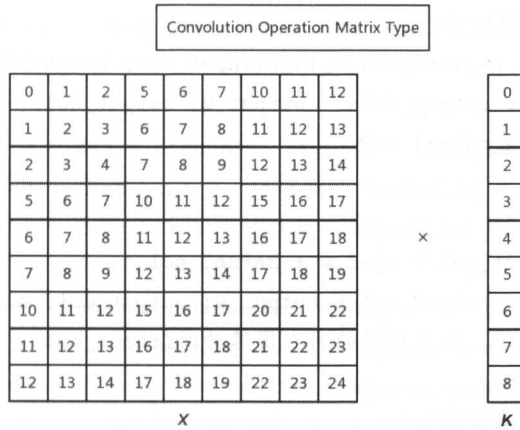 Convolution Operation Matrix Type
0 1 2 5 6 7 10 11 12 0
1 2 3 6 7 8 11 12 13 1
2 3 4 7 8 9 12 13 14 2
5 6 7 10 11 12 15 16 17 3
6 7 8 11 12 13 16 17 18 × 4
7 8 9 12 13 14 17 18 19 5
10 11 12 15 16 17 20 21 22 6
11 12 13 16 17 18 21 22 23 7
12 13 14 17 18 19 22 23 24 8
X K